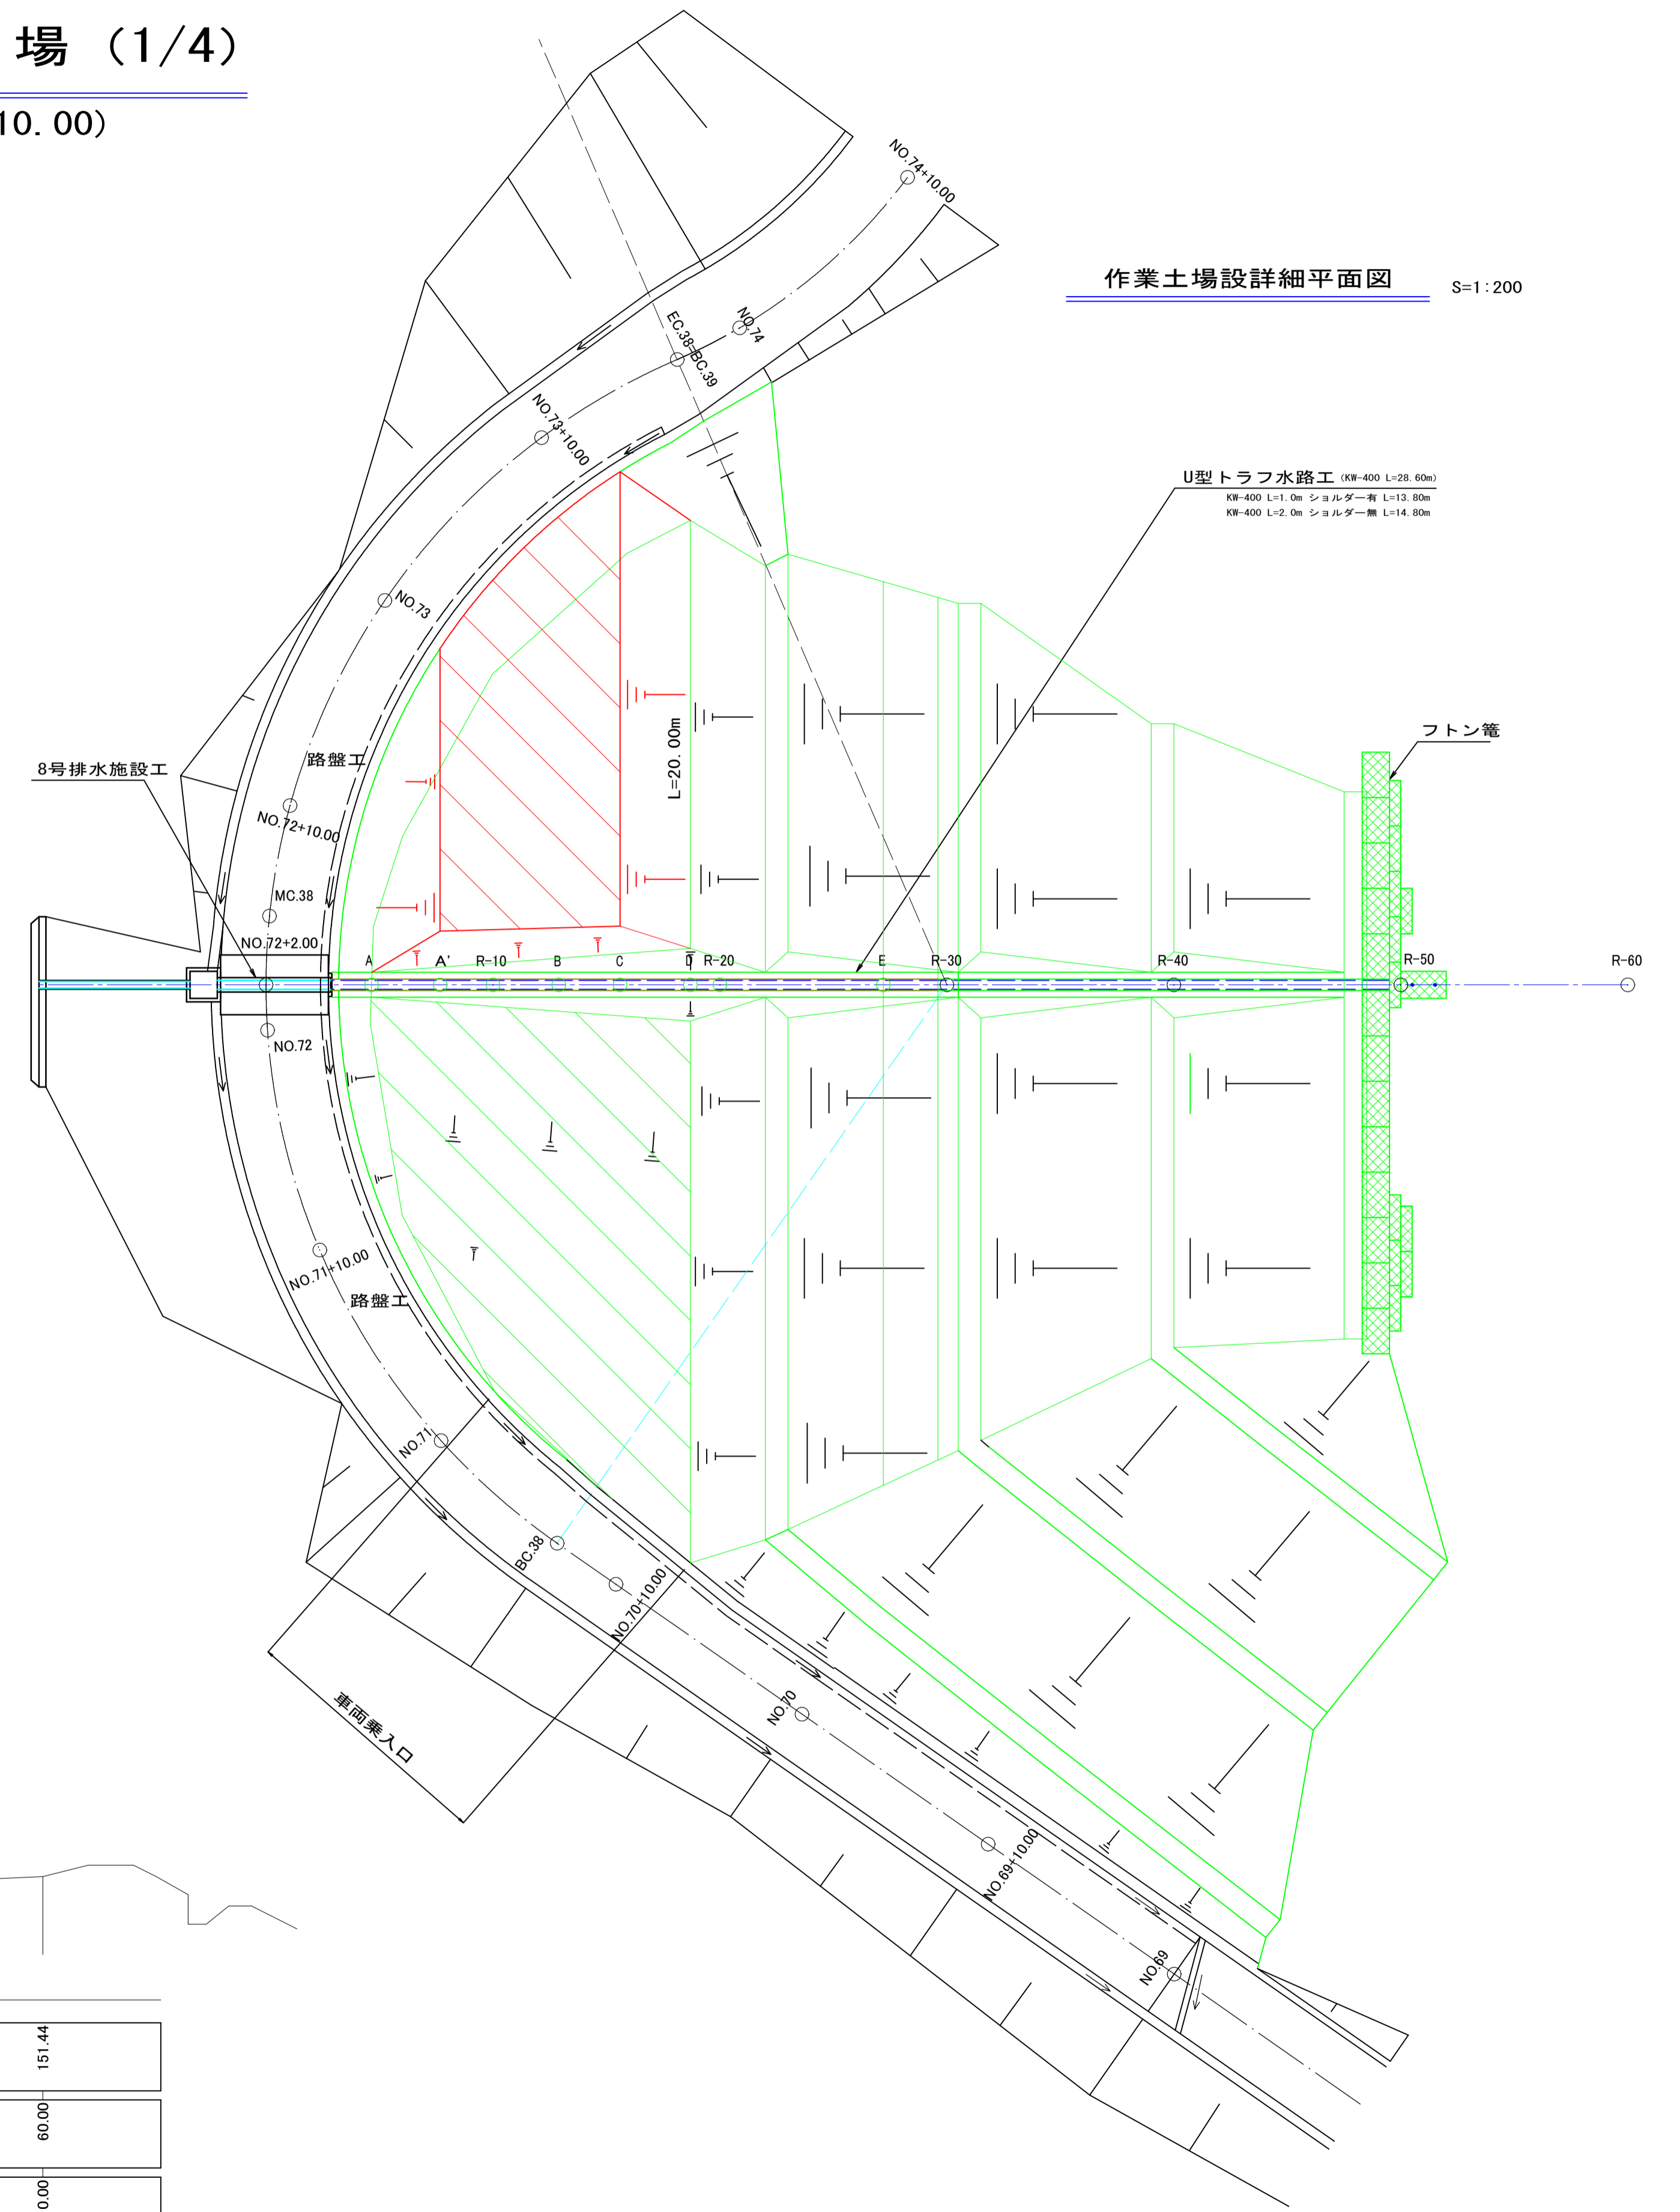 場 (1/4)
10.00)
NO.74+10.00
作業土場設詳細平面図 S=1:200
NO.74
EC.38-BC.39
NO.73+10.00
U型トラフ水路工 (KW-400 L=28.60m)
KW-400 L=1.0m ショルダー有 L=13.80m
KW-400 L=2.0m ショルダー無 L=14.80m
NO.73
フトン篭
L=20.00m
路盤工
8号排水施設工
NO.72+10.00
MC.38
NO.72+2.00
A A' R-10 B C D R-20 E R-30 R-40 R-50 R-60
NO.72
NO.71+10.00
路盤工
NO.71
BC.38
NO.70+10.00
車両乗入口
NO.70
NO.69+10.00
NO.69
151.44
60.00
0.00